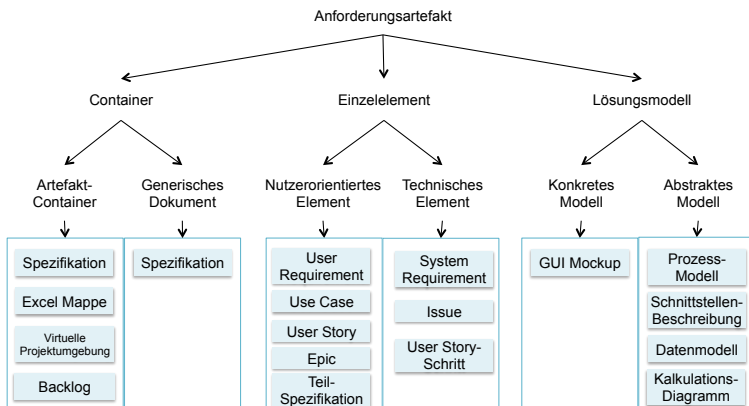 Anforderungsartefakt
Container
Einzelelement
Lösungsmodell
Artefakt-
Container
Generisches
Dokument
Nutzerorientiertes
Element
Technisches
Element
Konkretes
Modell
Abstraktes
Modell
Spezifikation
Excel Mappe
Virtuelle
Projektumgebung
Backlog
Spezifikation
User
Requirement
Use Case
User Story
Epic
Teil-
Spezifikation
System
Requirement
Issue
User Story-
Schritt
GUI Mockup
Prozess-
Modell
Schnittstellen-
Beschreibung
Datenmodell
Kalkulations-
Diagramm